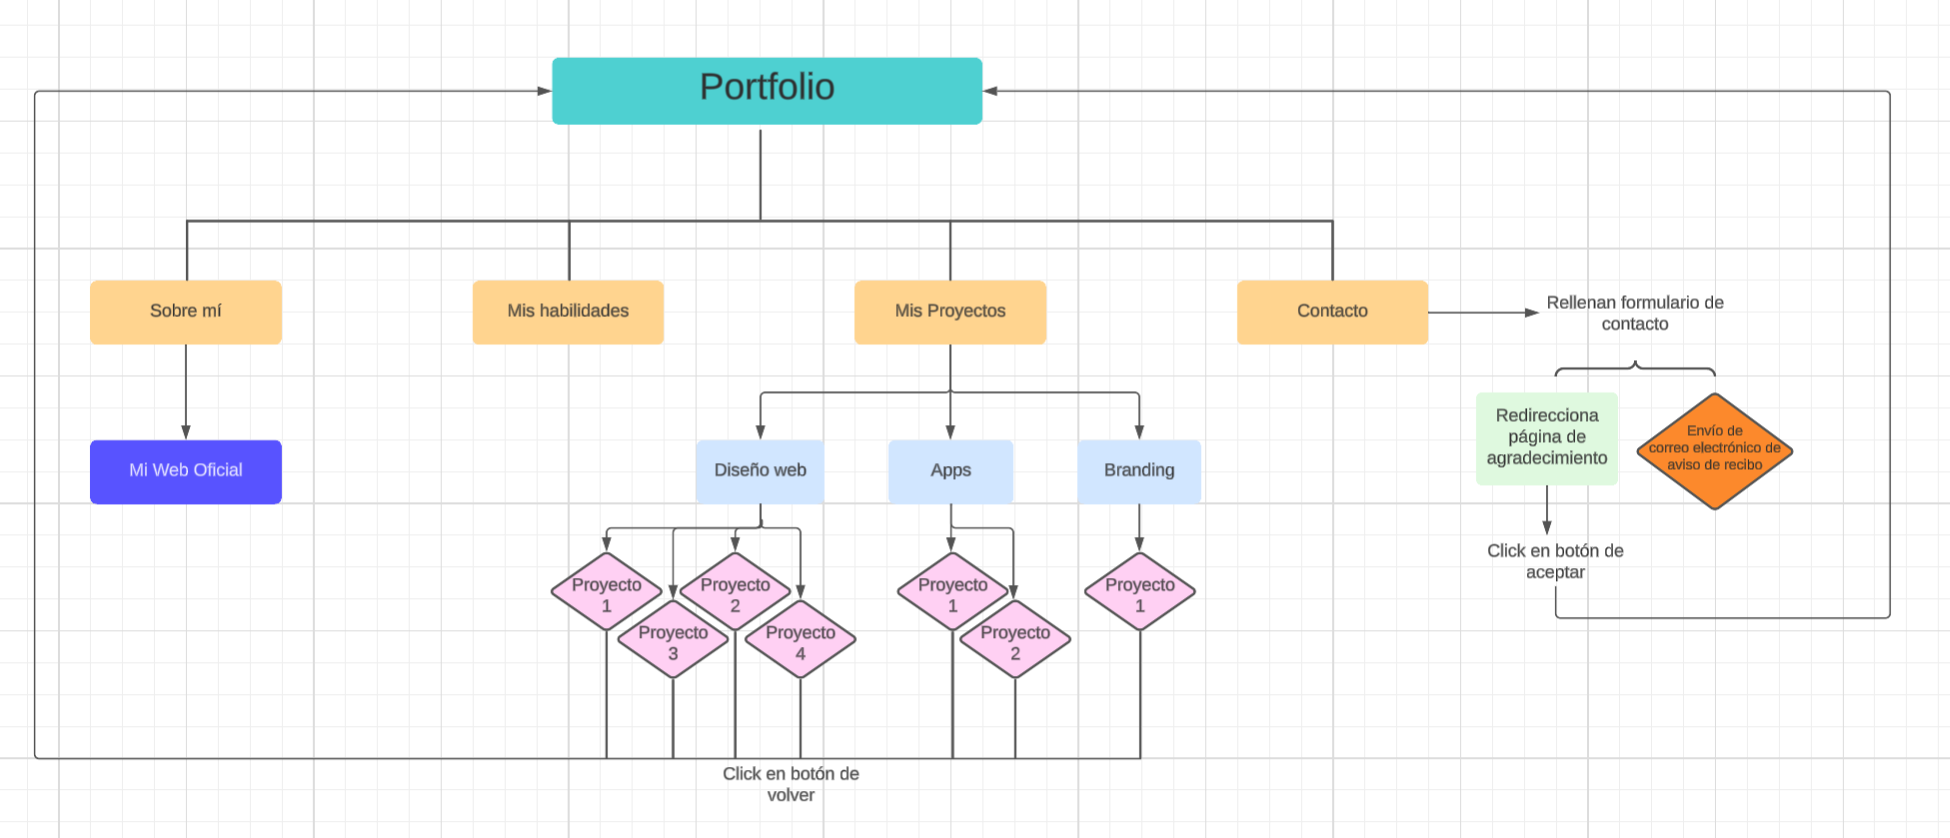 Portfolio
Sobre mí
Mis habilidades
Mis Proyectos
Contacto
Rellenan formulario de
contacto
Mi Web Oficial
Diseño web
Apps
Branding
Redirecciona
página de
agradecimiento
Envío de
correo electrónico de
aviso de recibo
Proyecto
1
Proyecto
3
Proyecto
2
Proyecto
4
Proyecto
1
Proyecto
2
Proyecto
1
Click en botón de
aceptar
Click en botón de
volver